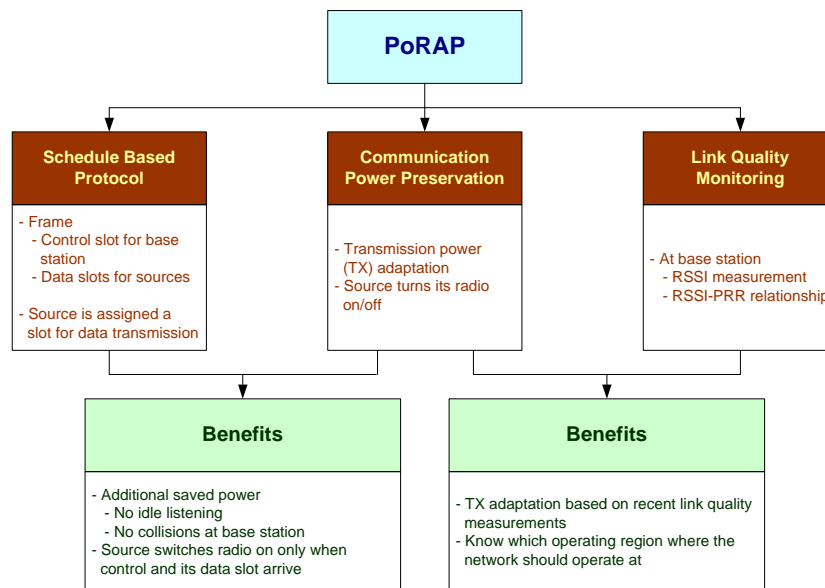 PoRAP
Schedule Based
Protocol
- Frame
- Control slot for base
station
- Data slots for sources
- Source is assigned a
slot for data transmission
Communication
Power Preservation
- Transmission power
(TX) adaptation
- Source turns its radio
on/off
Link Quality
Monitoring
- At base station
- RSSI measurement
- RSSI-PRR relationship
Benefits
- Additional saved power
- No idle listening
- No collisions at base station
- Source switches radio on only when
control and its data slot arrive
Benefits
- TX adaptation based on recent link quality
measurements
- Know which operating region where the
network should operate at